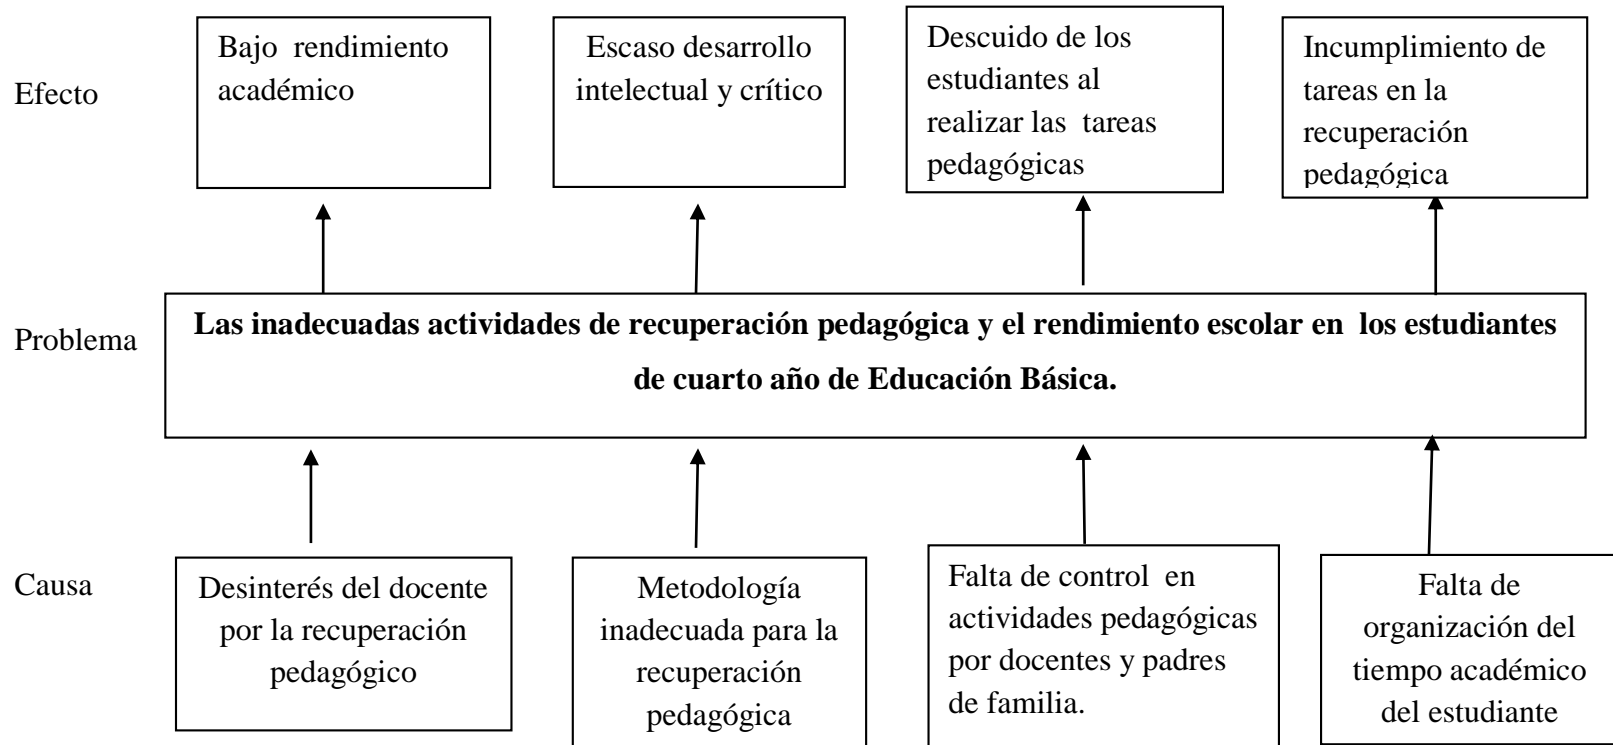 Efecto
Bajo rendimiento
académico
Escaso desarrollo
intelectual y crítico
Descuido de los
estudiantes al
realizar las tareas
pedagógicas
Incumplimiento de
tareas en la
recuperación
pedagógica
Problema
Las inadecuadas actividades de recuperación pedagógica y el rendimiento escolar en los estudiantes
de cuarto año de Educación Básica.
Causa
Desinterés del docente
por la recuperación
pedagógico
Metodología
inadecuada para la
recuperación
pedagógica
Falta de control en
actividades pedagógicas
por docentes y padres
de familia.
Falta de
organización del
tiempo académico
del estudiante